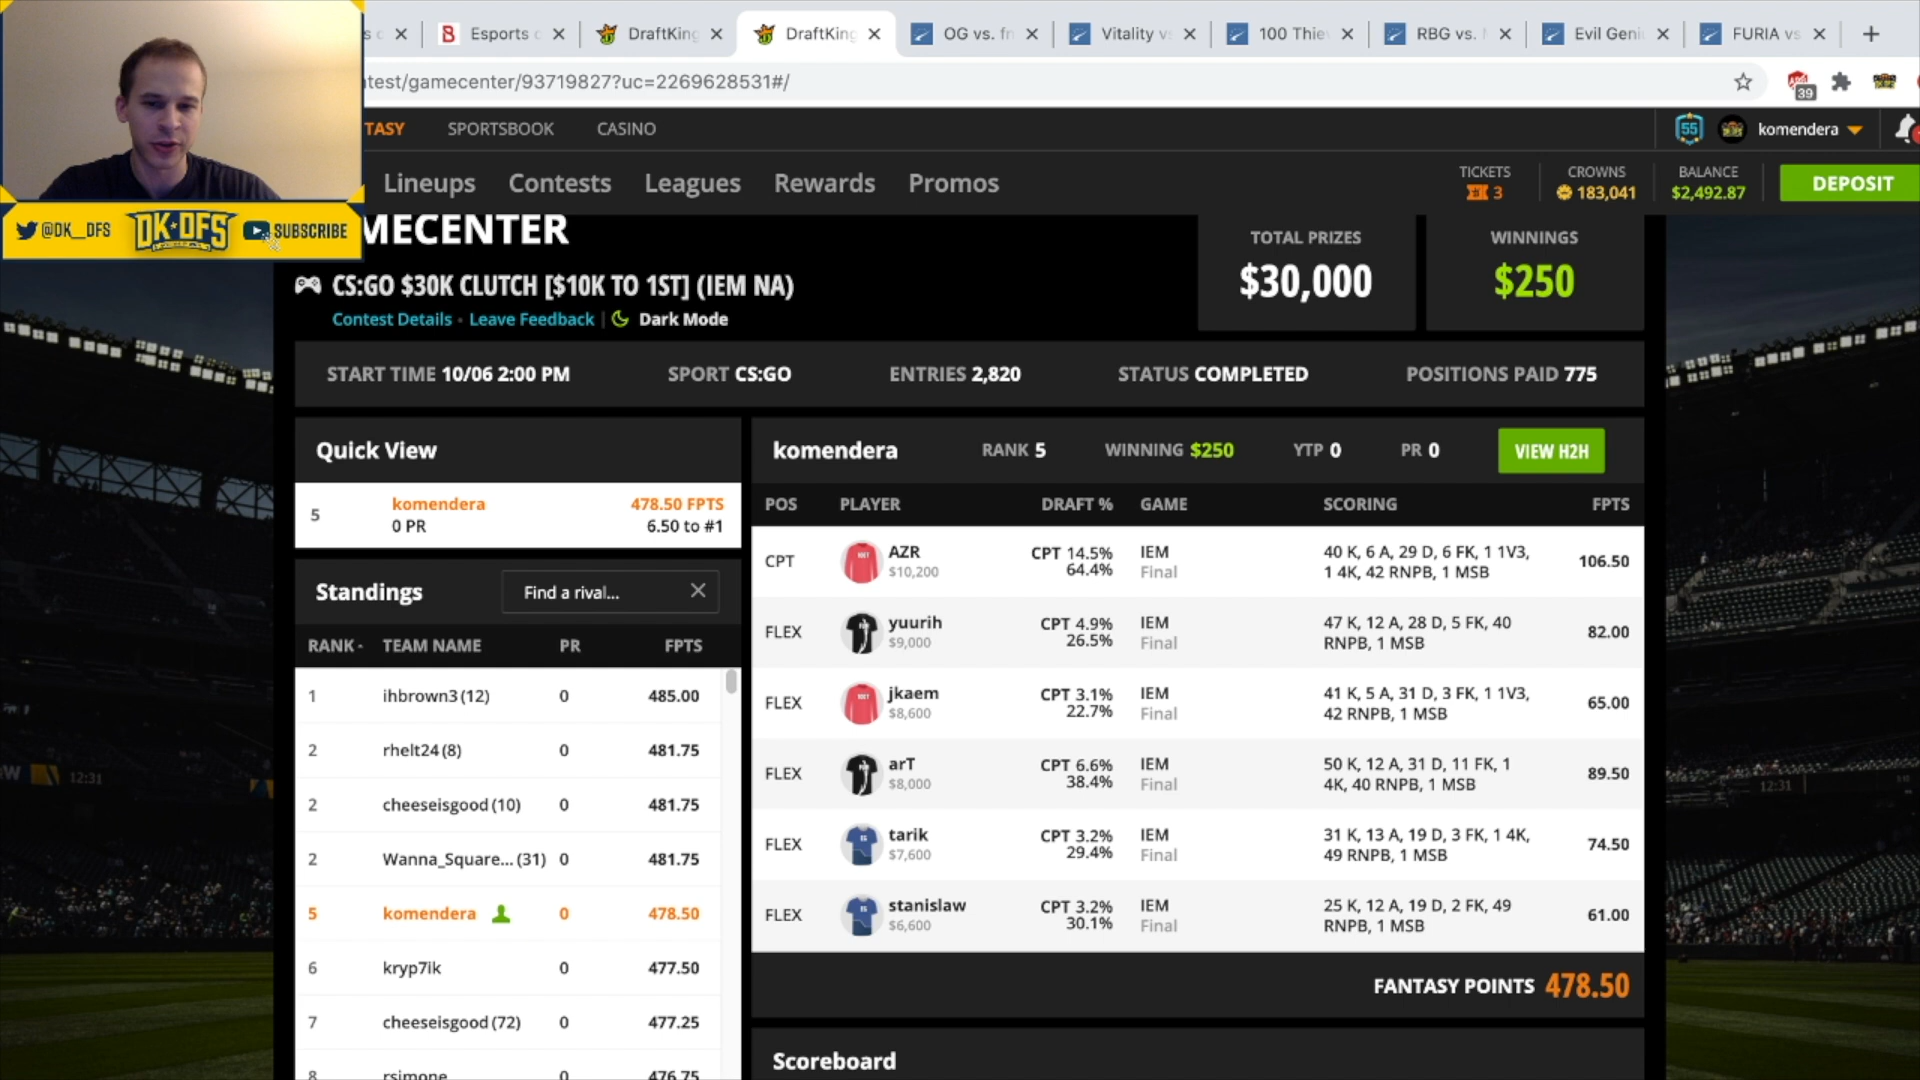 Esports
DraftKing
DraftKing
OG vs. fn
Vitality v
100 Thie
RBG vs.
Evil Geni
FURIA vs
test/gamecenter/93719827?uc=2269628531#/
39
TASY
SPORTSBOOK
CASINO
55
komendera
Lineups
Contests
Leagues
Rewards
Promos
TICKETS
3
CROWNS
183,041
BALANCE
$2,492.87
DEPOSIT
@DK__DFS
DK★DFS
SUBSCRIBE
MECENTER
CS:GO $30K CLUTCH [$10K TO 1ST] (IEM NA)
Contest Details • Leave Feedback | Dark Mode
TOTAL PRIZES
$30,000
WINNINGS
$250
START TIME 10/06 2:00 PM
SPORT CS:GO
ENTRIES 2,820
STATUS COMPLETED
POSITIONS PAID 775
Quick View
5
komendera
478.50 FPTS
0 PR
6.50 to #1
Standings
Find a rival...
RANK
TEAM NAME
PR
FPTS
1 ihbrown3 (12) 0 485.00
2 rhelt24 (8) 0 481.75
2 cheeseisgood (10) 0 481.75
2 Wanna_Square... (31) 0 481.75
5 komendera 0 478.50
6 kryp7ik 0 477.50
7 cheeseisgood (72) 0 477.25
8 rsimone 0 476.75
komendera
RANK 5
WINNING $250
YTP 0
PR 0
VIEW H2H
POS PLAYER DRAFT % GAME SCORING FPTS
CPT AZR $10,200 CPT 14.5% 64.4% IEM Final 40 K, 6 A, 29 D, 6 FK, 1 1V3, 1 4K, 42 RNPB, 1 MSB 106.50
FLEX yuurih $9,000 CPT 4.9% 26.5% IEM Final 47 K, 12 A, 28 D, 5 FK, 40 RNPB, 1 MSB 82.00
FLEX jkaem $8,600 CPT 3.1% 22.7% IEM Final 41 K, 5 A, 31 D, 3 FK, 1 1V3, 42 RNPB, 1 MSB 65.00
FLEX arT $8,000 CPT 6.6% 38.4% IEM Final 50 K, 12 A, 31 D, 11 FK, 1 4K, 40 RNPB, 1 MSB 89.50
FLEX tarik $7,600 CPT 3.2% 29.4% IEM Final 31 K, 13 A, 19 D, 3 FK, 1 4K, 49 RNPB, 1 MSB 74.50
FLEX stanislaw $6,600 CPT 3.2% 30.1% IEM Final 25 K, 12 A, 19 D, 2 FK, 49 RNPB, 1 MSB 61.00
FANTASY POINTS 478.50
Scoreboard
12:31
12:31